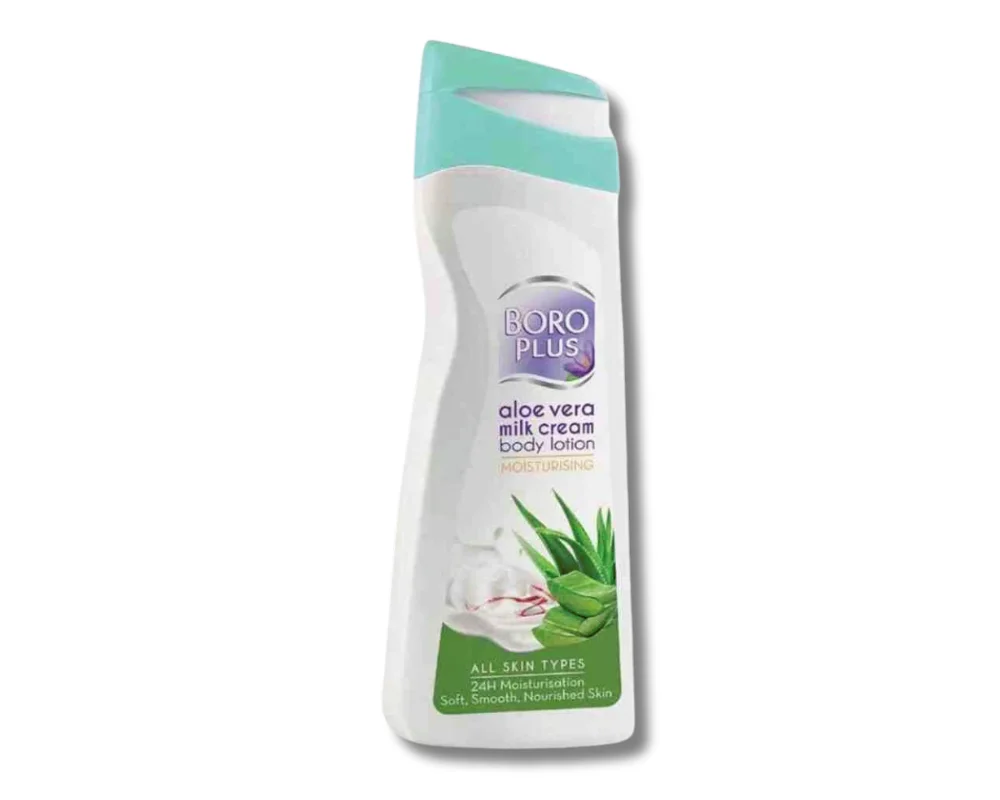 BORO
PLUS
aloe vera
milk cream
body lotion
MOISTURISING
ALL SKIN TYPES
24H Moisturisation
Soft, Smooth, Nourished Skin